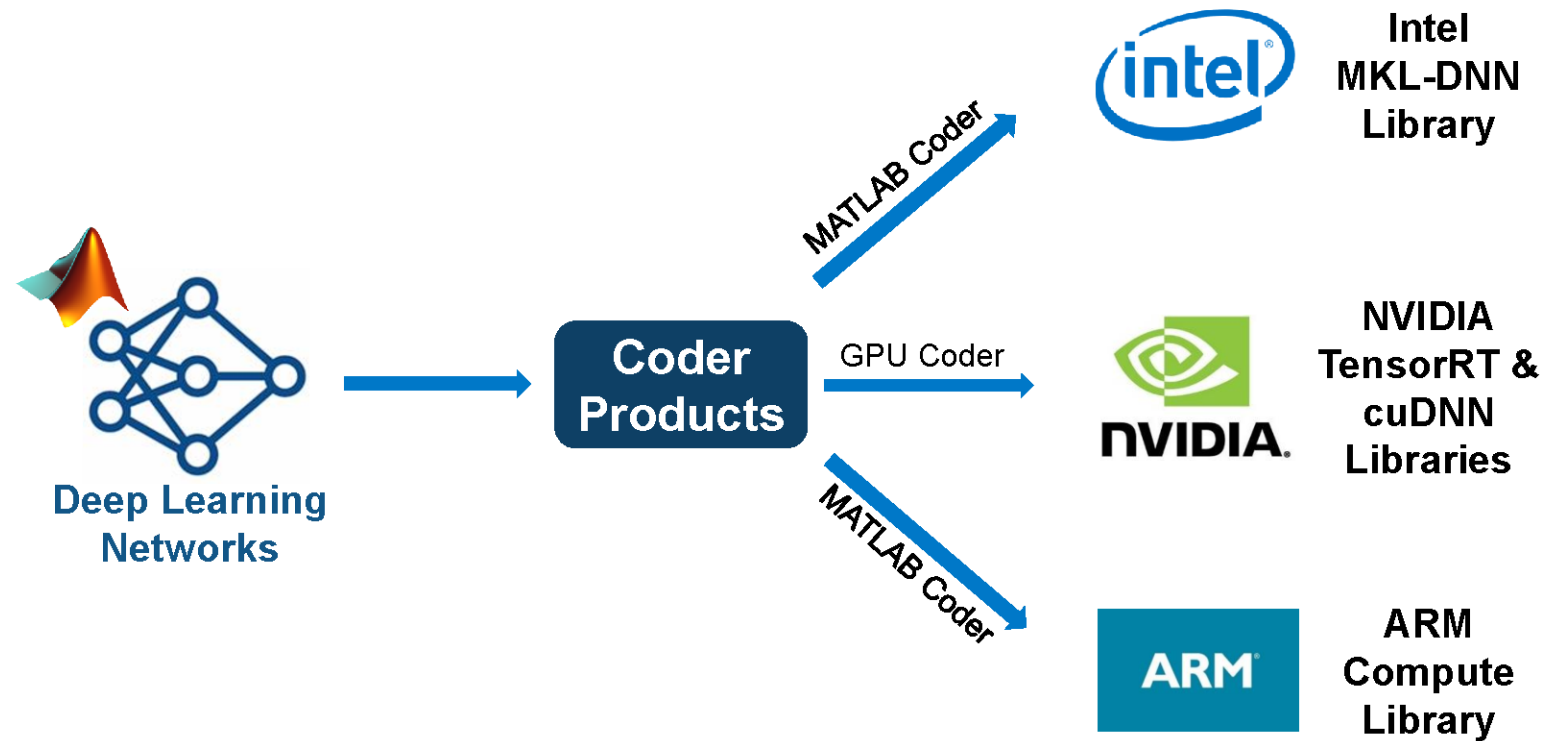 Deep Learning
Networks
Coder
Products
MATLAB Coder
intel®
Intel
MKL-DNN
Library
GPU Coder
NVIDIA.
NVIDIA
TensorRT &
cuDNN
Libraries
MATLAB Coder
ARM®
ARM
Compute
Library